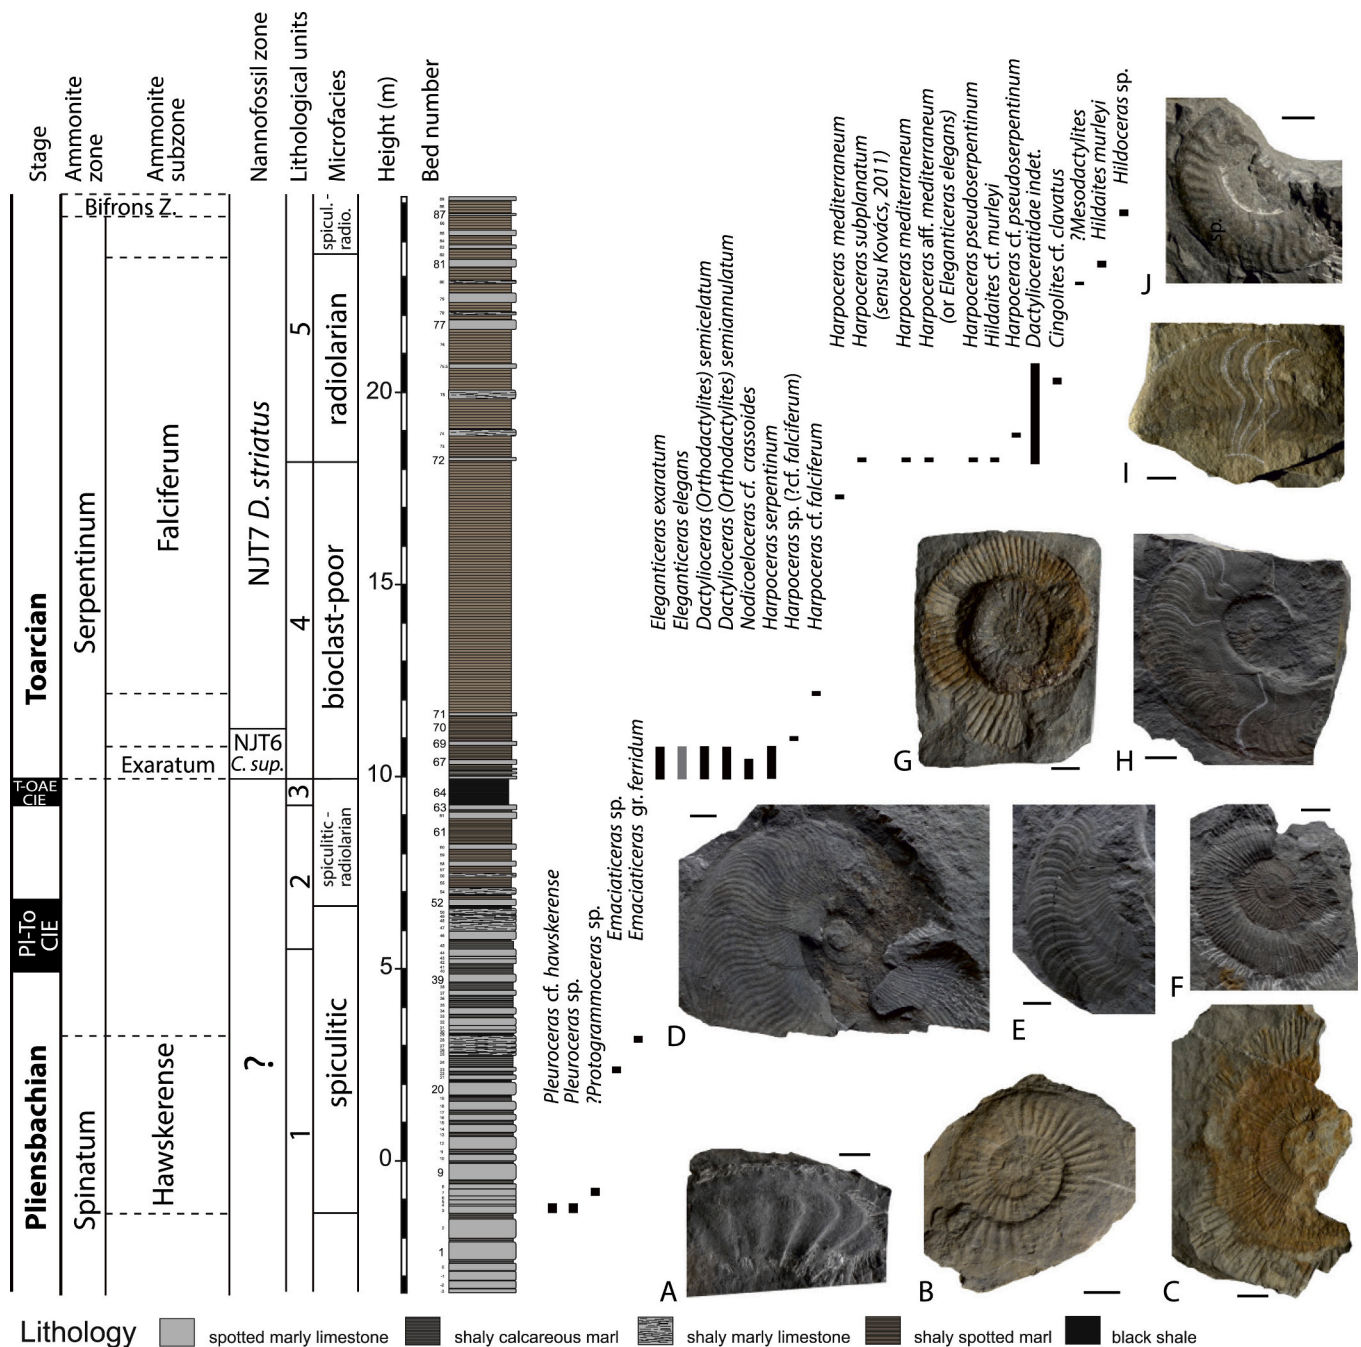 Stage
Ammonite
zone
Ammonite
subzone
Nannofossil zone
Lithological units
Microfacies
Height (m)
Bed number
Bifrons Z.
Toarcian
Serpentinum
Falciferum
Exaratum
NJT7 D. striatus
NJT6
C. sup.
T-OAE
CIE
Pl-To
CIE
Pliensbachian
Spinatum
Hawskerense
?
5
4
3
2
1
spicul.-
radio.
radiolarian
bioclast-poor
spiculitic -
radiolarian
spiculitic
20
15
10
5
0
87
81
77
72
71
70
69
67
64
63
61
52
39
20
9
1
Pleuroceras cf. hawskerense
Pleuroceras sp.
?Protogrammoceras sp.
Emaciaticeras sp.
Emaciaticeras gr. ferridum
Eleganticeras exaratum
Eleganticeras elegans
Dactylioceras (Orthodactylites) semicelatum
Dactylioceras (Orthodactylites) semiannulatum
Nodicoeloceras cf. crassoides
Harpoceras serpentinum
Harpoceras sp. (?cf. falciferum)
Harpoceras cf. falciferum
Harpoceras mediterraneum
Harpoceras subplanatum
(sensu Kovács, 2011)
Harpoceras mediterraneum
Harpoceras aff. mediterraneum
(or Eleganticeras elegans)
Harpoceras pseudoserpentinum
Hildaites cf. murleyi
Harpoceras cf. pseudoserpentinum
Dactylioceratidae indet.
Cingolites cf. clavatus
?Mesodactylites
sp.
Hildaites murleyi
Hildoceras sp.
J
I
G
H
D
E
F
A
B
C
Lithology
spotted marly limestone
shaly calcareous marl
shaly marly limestone
shaly spotted marl
black shale